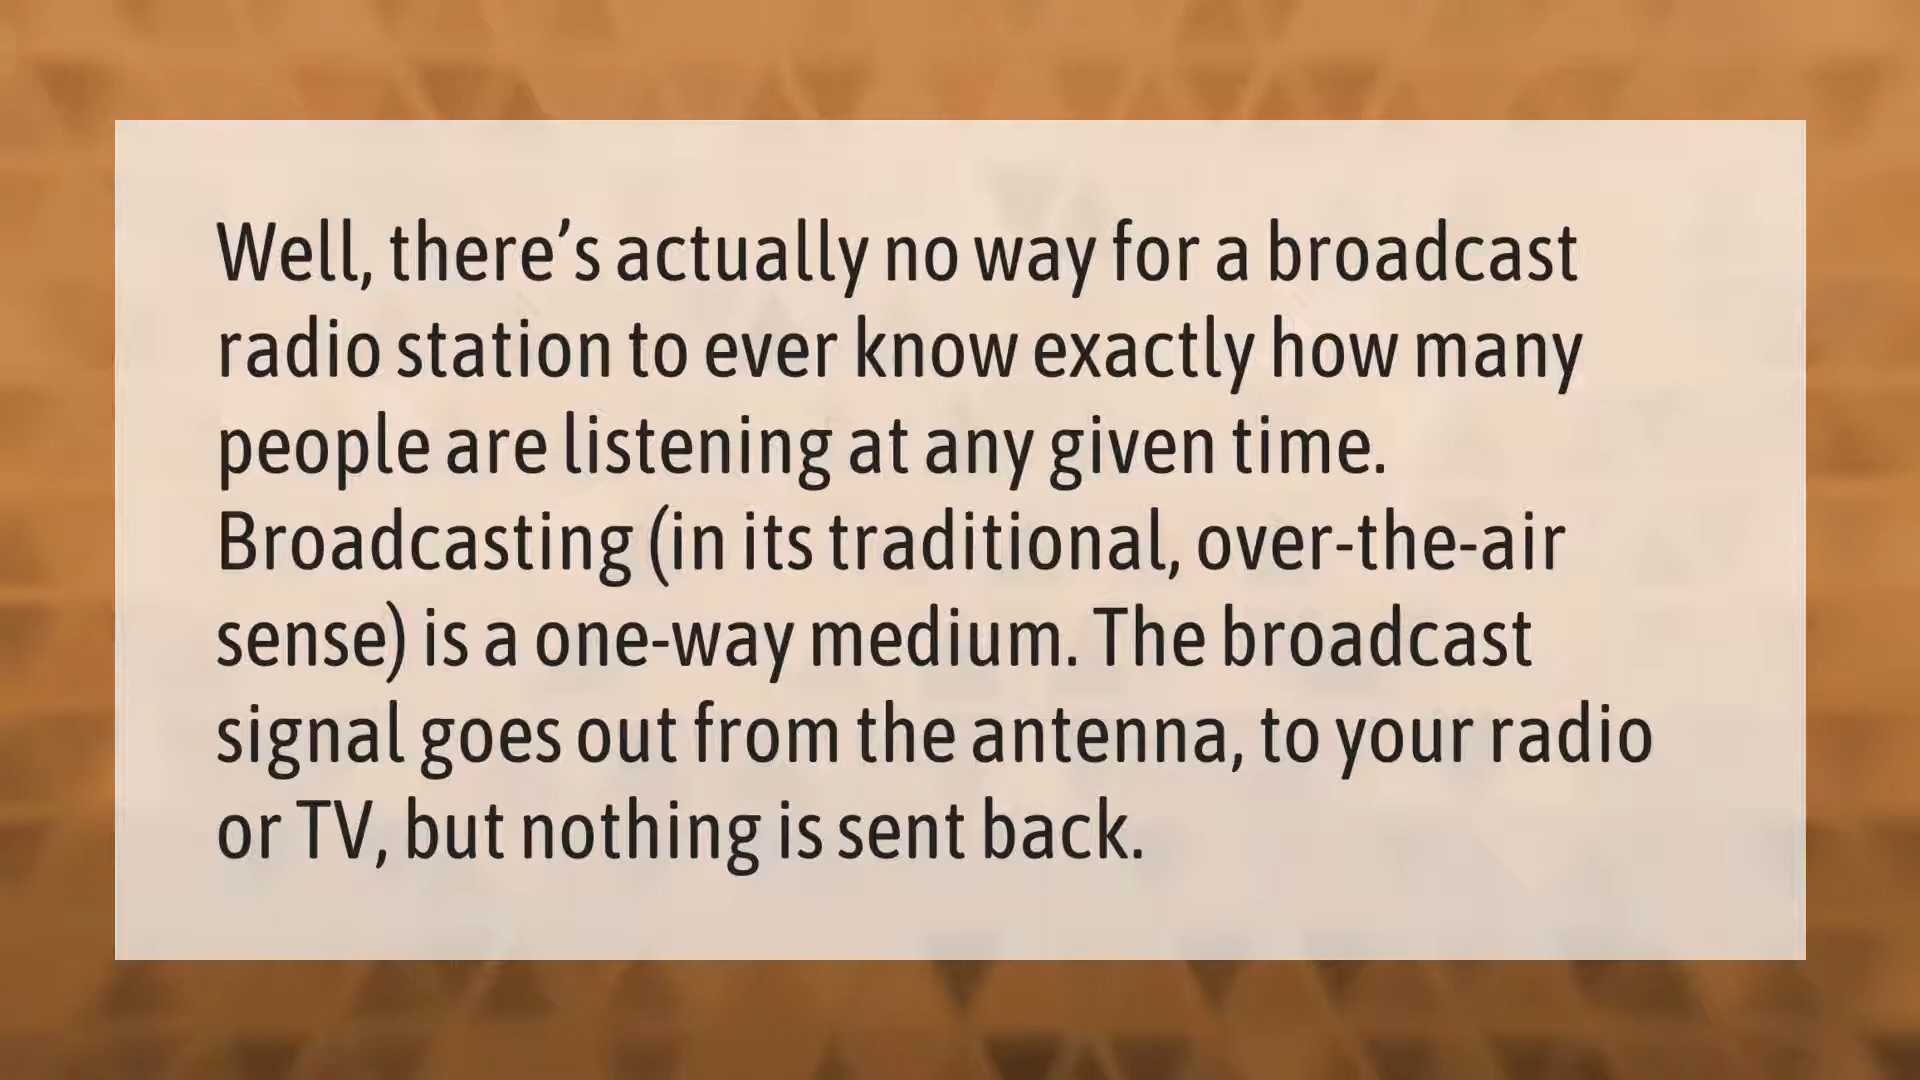 Well, there’s actually no way for a broadcast
radio station to ever know exactly how many
people are listening at any given time.
Broadcasting (in its traditional, over-the-air
sense) is a one-way medium. The broadcast
signal goes out from the antenna, to your radio
or TV, but nothing is sent back.